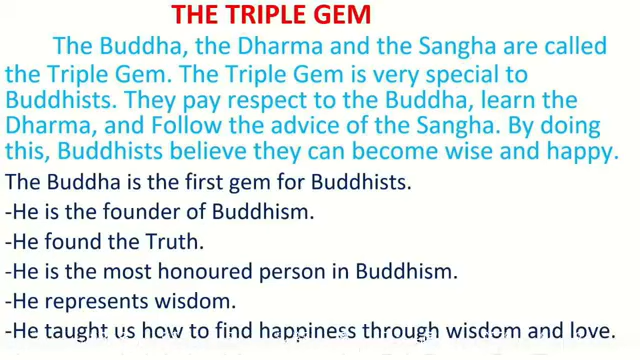 THE TRIPLE GEM
The Buddha, the Dharma and the Sangha are called
the Triple Gem. The Triple Gem is very special to
Buddhists. They pay respect to the Buddha, learn the
Dharma, and Follow the advice of the Sangha. By doing
this, Buddhists believe they can become wise and happy.
The Buddha is the first gem for Buddhists.
-He is the founder of Buddhism.
-He found the Truth.
-He is the most honoured person in Buddhism.
-He represents wisdom.
-He taught us how to find happiness through wisdom and love.